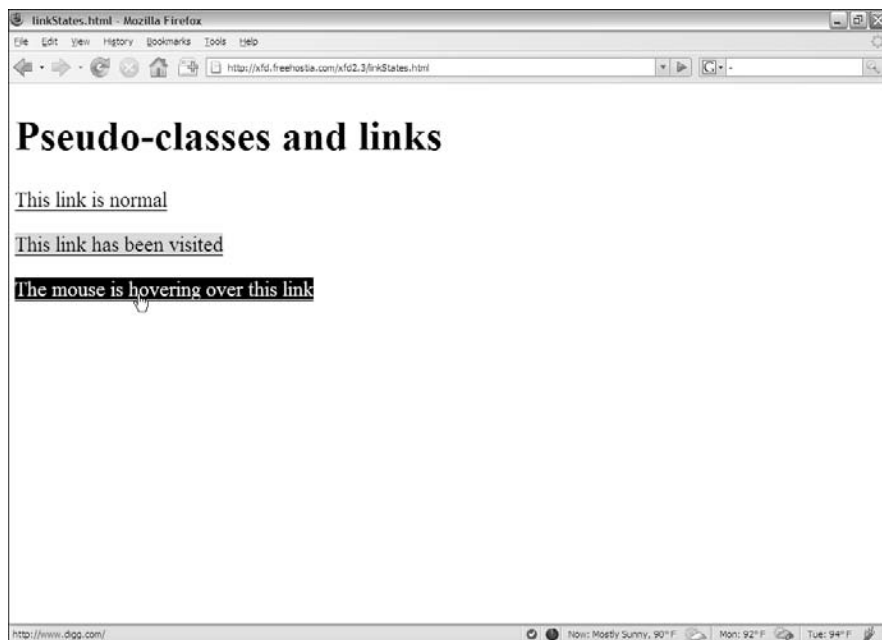 linkStates.html - Mozilla Firefox
File Edit View History Bookmarks Tools Help
http://xfd.freehostia.com/xfd2.3/linkStates.html
G
Pseudo-classes and links
This link is normal
This link has been visited
The mouse is hovering over this link
http://www.digg.com/ Now: Mostly Sunny, 90° F Mon: 92° F Tue: 94° F